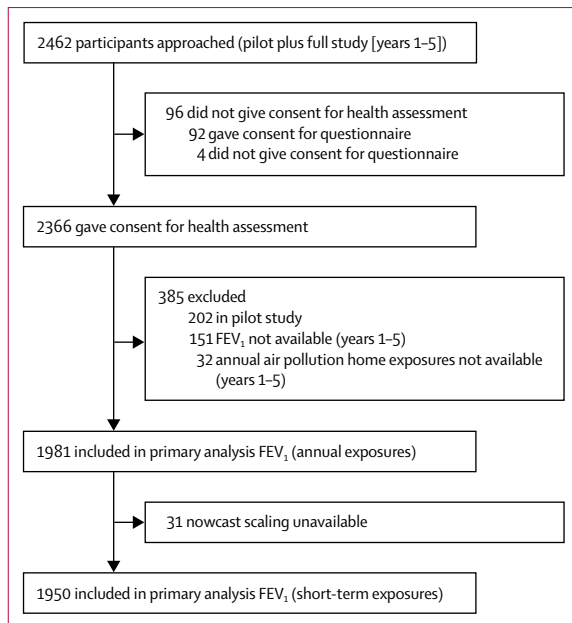 2462 participants approached (pilot plus full study [years 1–5])
96 did not give consent for health assessment
92 gave consent for questionnaire
4 did not give consent for questionnaire
2366 gave consent for health assessment
385 excluded
202 in pilot study
151 FEV₁ not available (years 1–5)
32 annual air pollution home exposures not available
(years 1–5)
1981 included in primary analysis FEV₁ (annual exposures)
31 nowcast scaling unavailable
1950 included in primary analysis FEV₁ (short-term exposures)